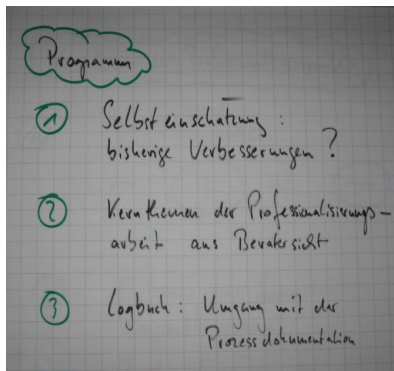 Programm
1 Selbsteinschätzung:
bisherige Verbesserungen?
2 Kernthemen der Professionalisierungs-
arbeit aus Beratersicht
3 Logbuch: Umgang mit der
Prozessdokumentation